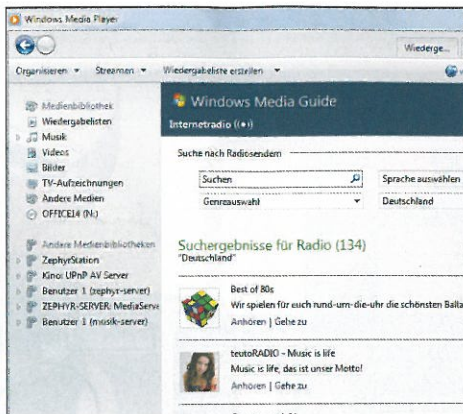 Windows Media Player
Wiederge...
Organisieren Streamen Wiedergabeliste erstellen
Medienbibliothek
Wiedergabelisten
Musik
Videos
Bilder
TV-Aufzeichnungen
Andere Medien
OFFICE14 (N:)
Andere Medienbibliotheken
ZephyrStation
Kino: UPnP AV Server
Benutzer 1 (zephyr-server)
ZEPHYR-SERVER: MediaServe
Benutzer 1 (musik-server)
Windows Media Guide
Internetradio
Suche nach Radiosendern
Suchen Sprache auswählen
Genreauswahl Deutschland
Suchergebnisse für Radio (134)
"Deutschland"
Best of 80s
Wir spielen für euch rund-um-die-uhr die schönsten Balla
Anhören | Gehe zu
teutoRADIO - Music is life
Music is life, das ist unser Motto!
Anhören | Gehe zu